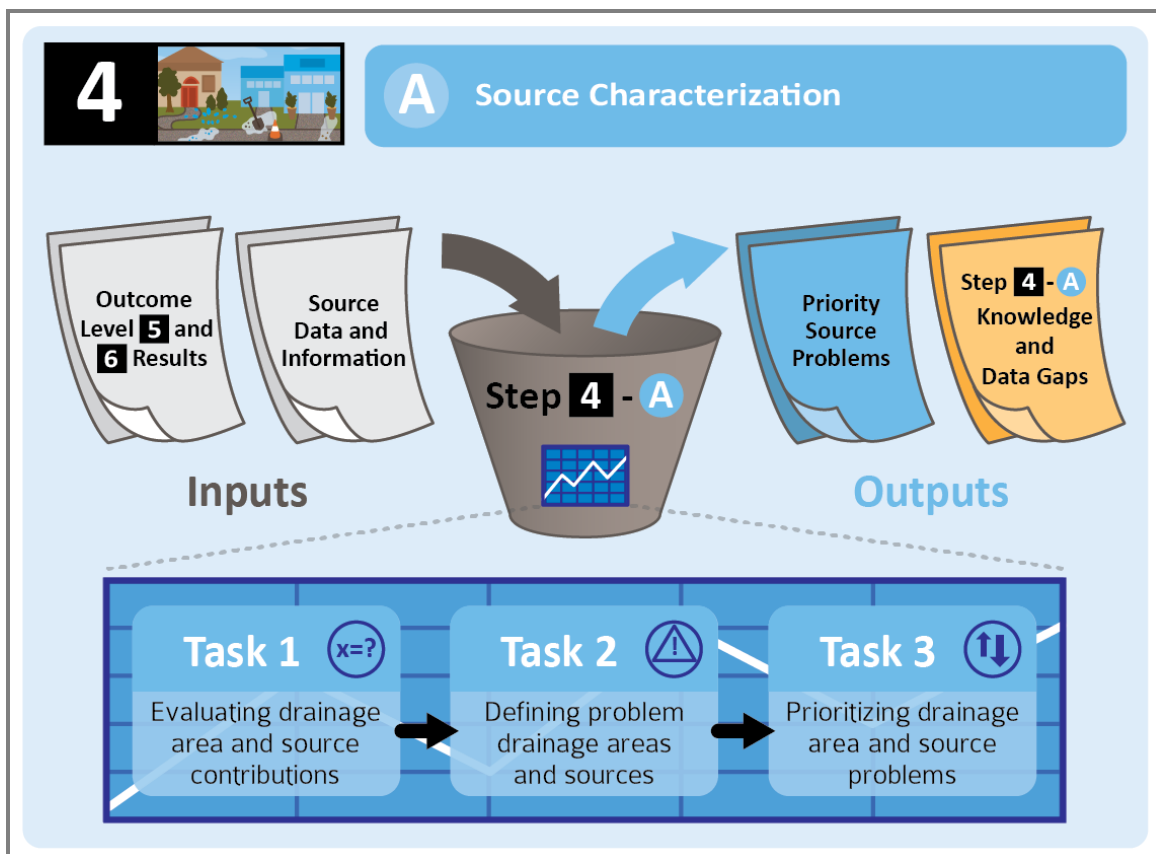 4
A Source Characterization
Outcome
Level 5 and
6 Results
Source
Data and
Information
Step 4 - A
Priority
Source
Problems
Step 4 - A
Knowledge
and
Data Gaps
Inputs
Outputs
Task 1
x=?
Evaluating drainage
area and source
contributions
Task 2
!
Defining problem
drainage areas
and sources
Task 3
Prioritizing drainage
area and source
problems